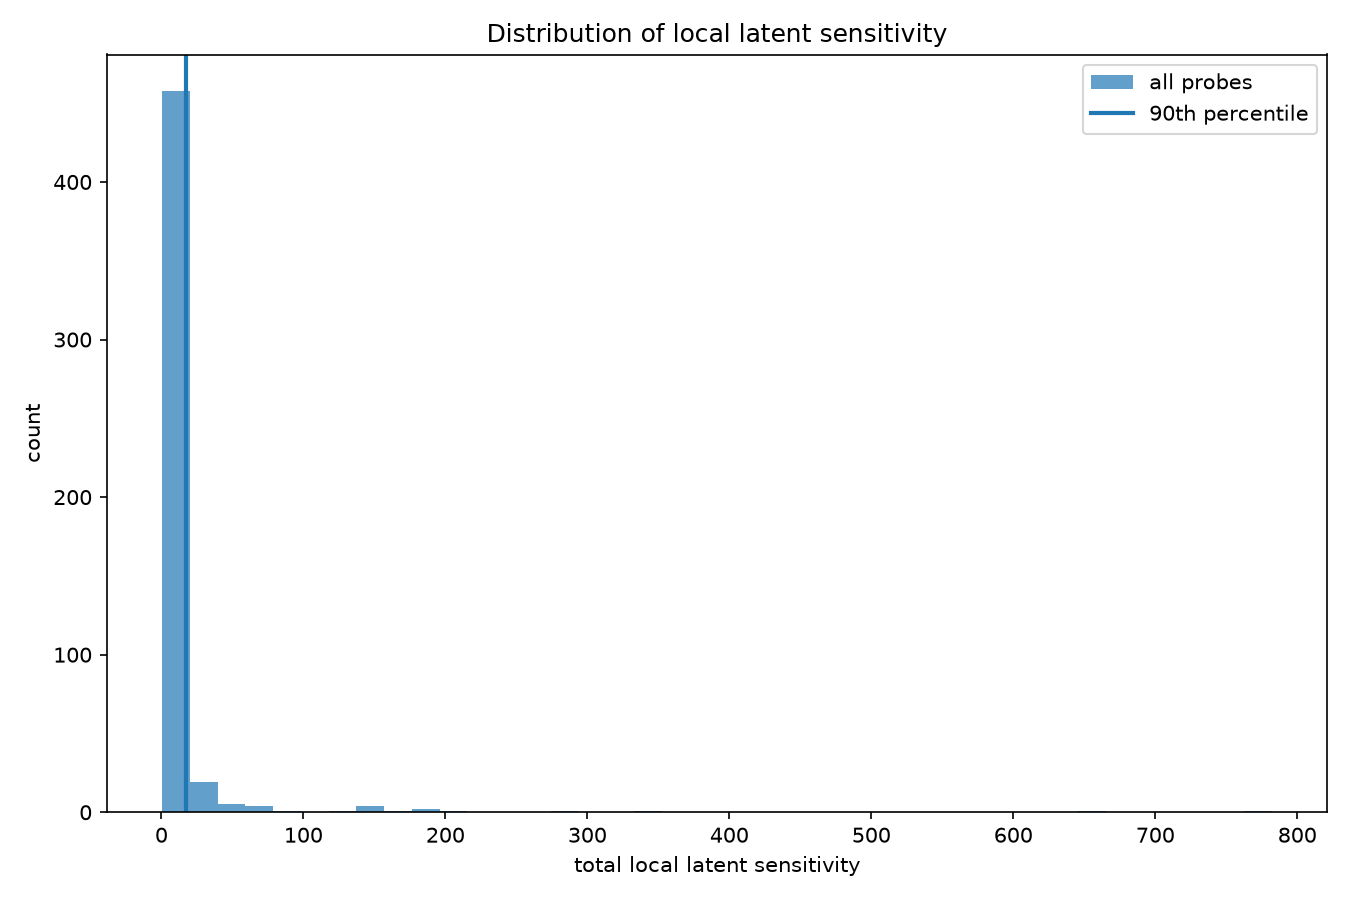 Distribution of local latent sensitivity
all probes
90th percentile
400
300
200
100
0
count
0 100 200 300 400 500 600 700 800
total local latent sensitivity